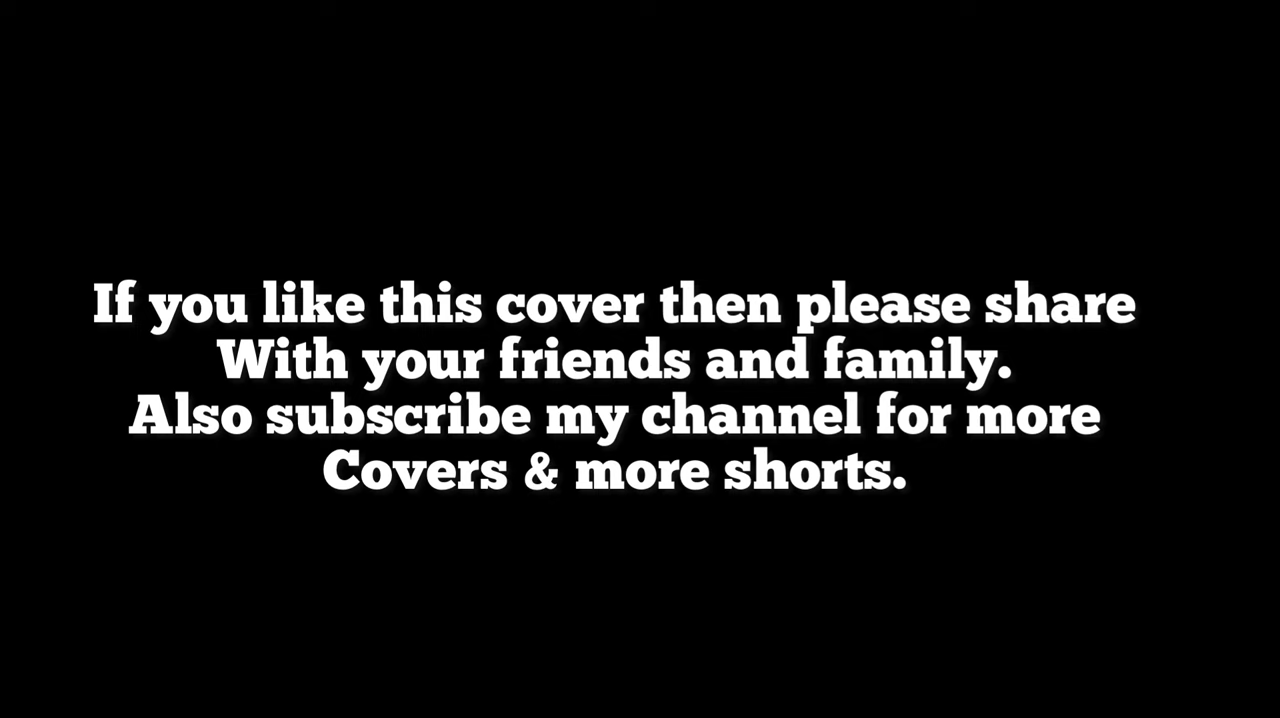 If you like this cover then please share
With your friends and family.
Also subscribe my channel for more
Covers & more shorts.